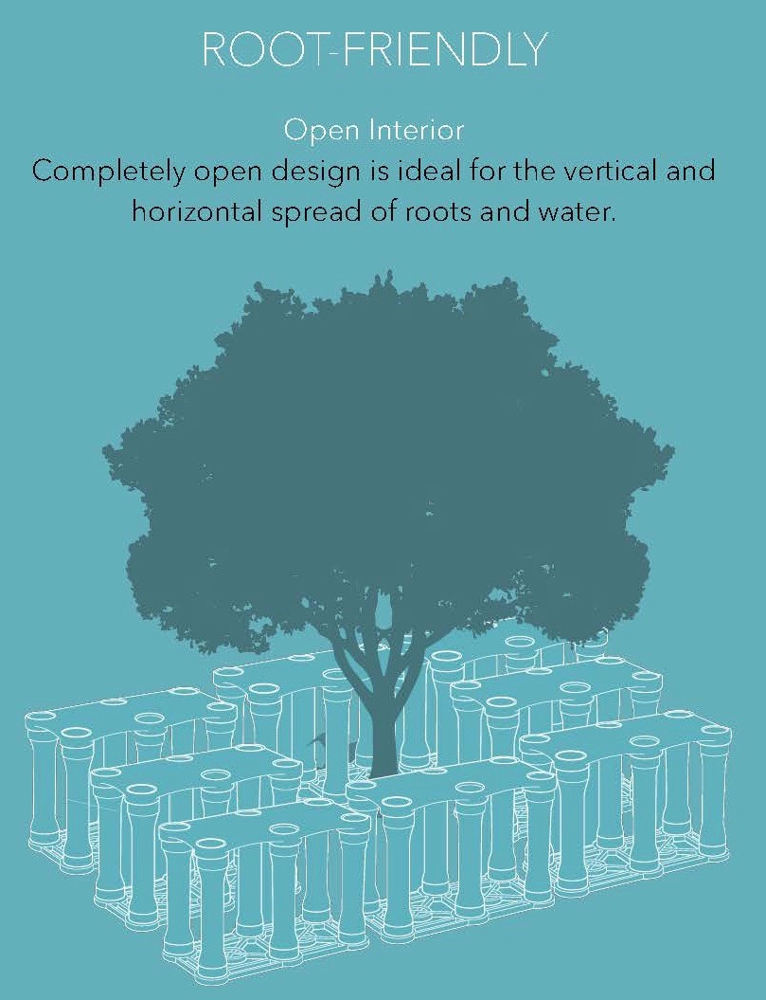 ROOT-FRIENDLY
Open Interior
Completely open design is ideal for the vertical and
horizontal spread of roots and water.